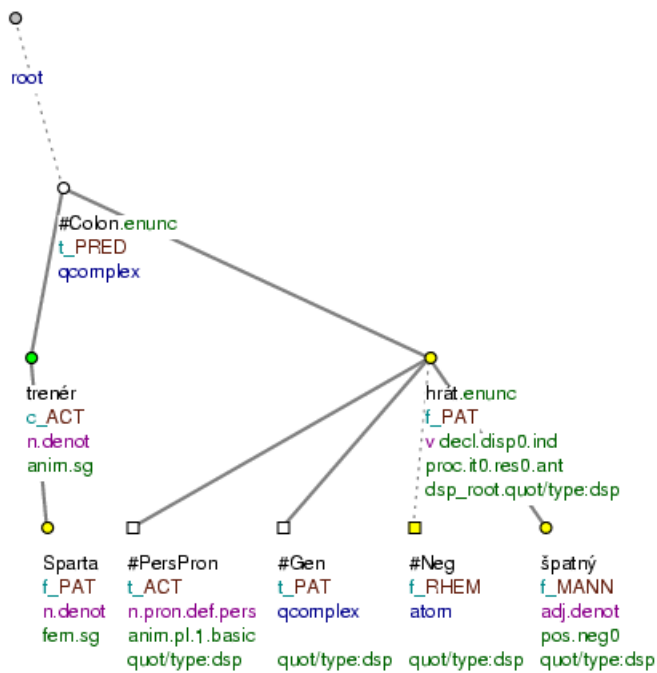 root
#Colon.enunc
t_PRED
qcomplex
trenér
c_ACT
n.denot
anim.sg
hrát.enunc
f_PAT
v decl.disp0.ind
proc.it0.res0.ant
dsp_root.quot/type:dsp
Sparta
f_PAT
n.denot
fem.sg
#PersPron
t_ACT
n.pron.def.pers
anim.pl.1.basic
quot/type:dsp
#Gen
t_PAT
qcomplex
quot/type:dsp
#Neg
f_RHEM
atom
quot/type:dsp
špatný
f_MANN
adj.denot
pos.neg0
quot/type:dsp